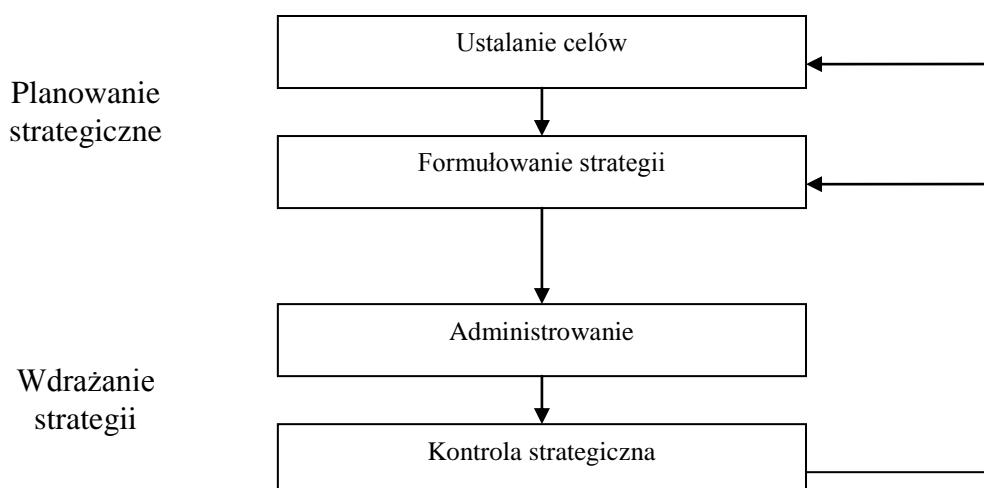 Ustalanie celów
Planowanie
strategiczne
Formułowanie strategii
Administrowanie
Wdrażanie
strategii
Kontrola strategiczna